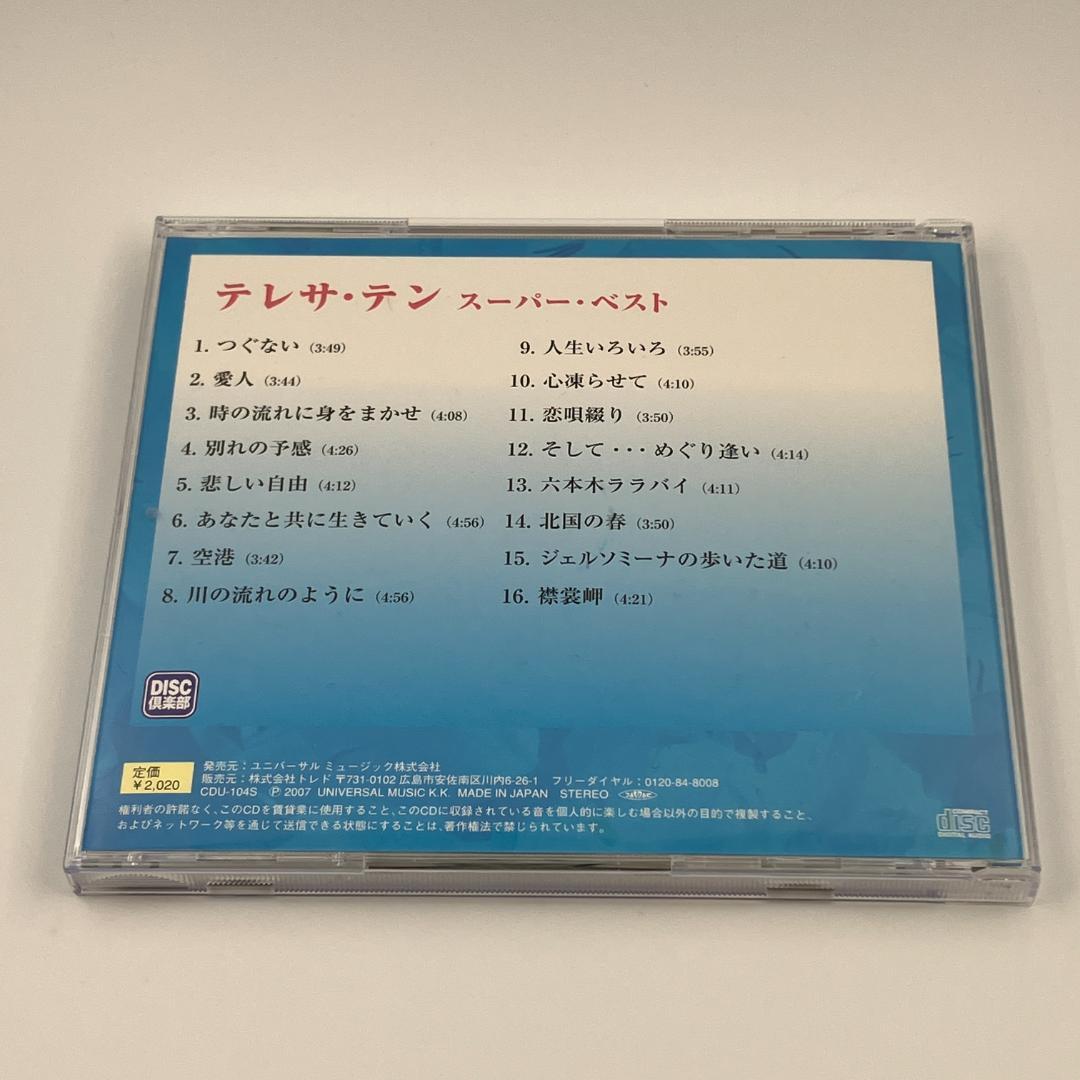 テレサ・テン スーパー・ベスト
1. つぐない (3:49)
2. 愛人 (3:44)
3. 時の流れに身をまかせ (4:08)
4. 別れの予感 (4:26)
5. 悲しい自由 (4:12)
6. あなたと共に生きていく (4:56)
7. 空港 (3:42)
8. 川の流れのように (4:56)
9. 人生いろいろ (3:55)
10. 心凍らせて (4:10)
11. 恋唄綴り (3:50)
12. そして・・・めぐり逢い (4:14)
13. 六本木ララバイ (4:11)
14. 北国の春 (3:50)
15. ジェルソミーナの歩いた道 (4:10)
16. 襟裳岬 (4:21)
DISC
倶楽部
定価
¥2,020
発売元：ユニバーサル ミュージック株式会社
販売元：株式会社トレド 〒731-0102 広島市安佐南区川内6-26-1 フリーダイヤル：0120-84-8008
CDU-104S Ⓟ 2007 UNIVERSAL MUSIC K.K. MADE IN JAPAN STEREO
権利者の許諾なく、このCDを賃貸業に使用すること、このCDに収録されている音を個人的に楽しむ場合以外の目的で複製すること、
およびネットワーク等を通じて送信できる状態にすることは、著作権法で禁じられています。
disc
DIGITAL AUDIO